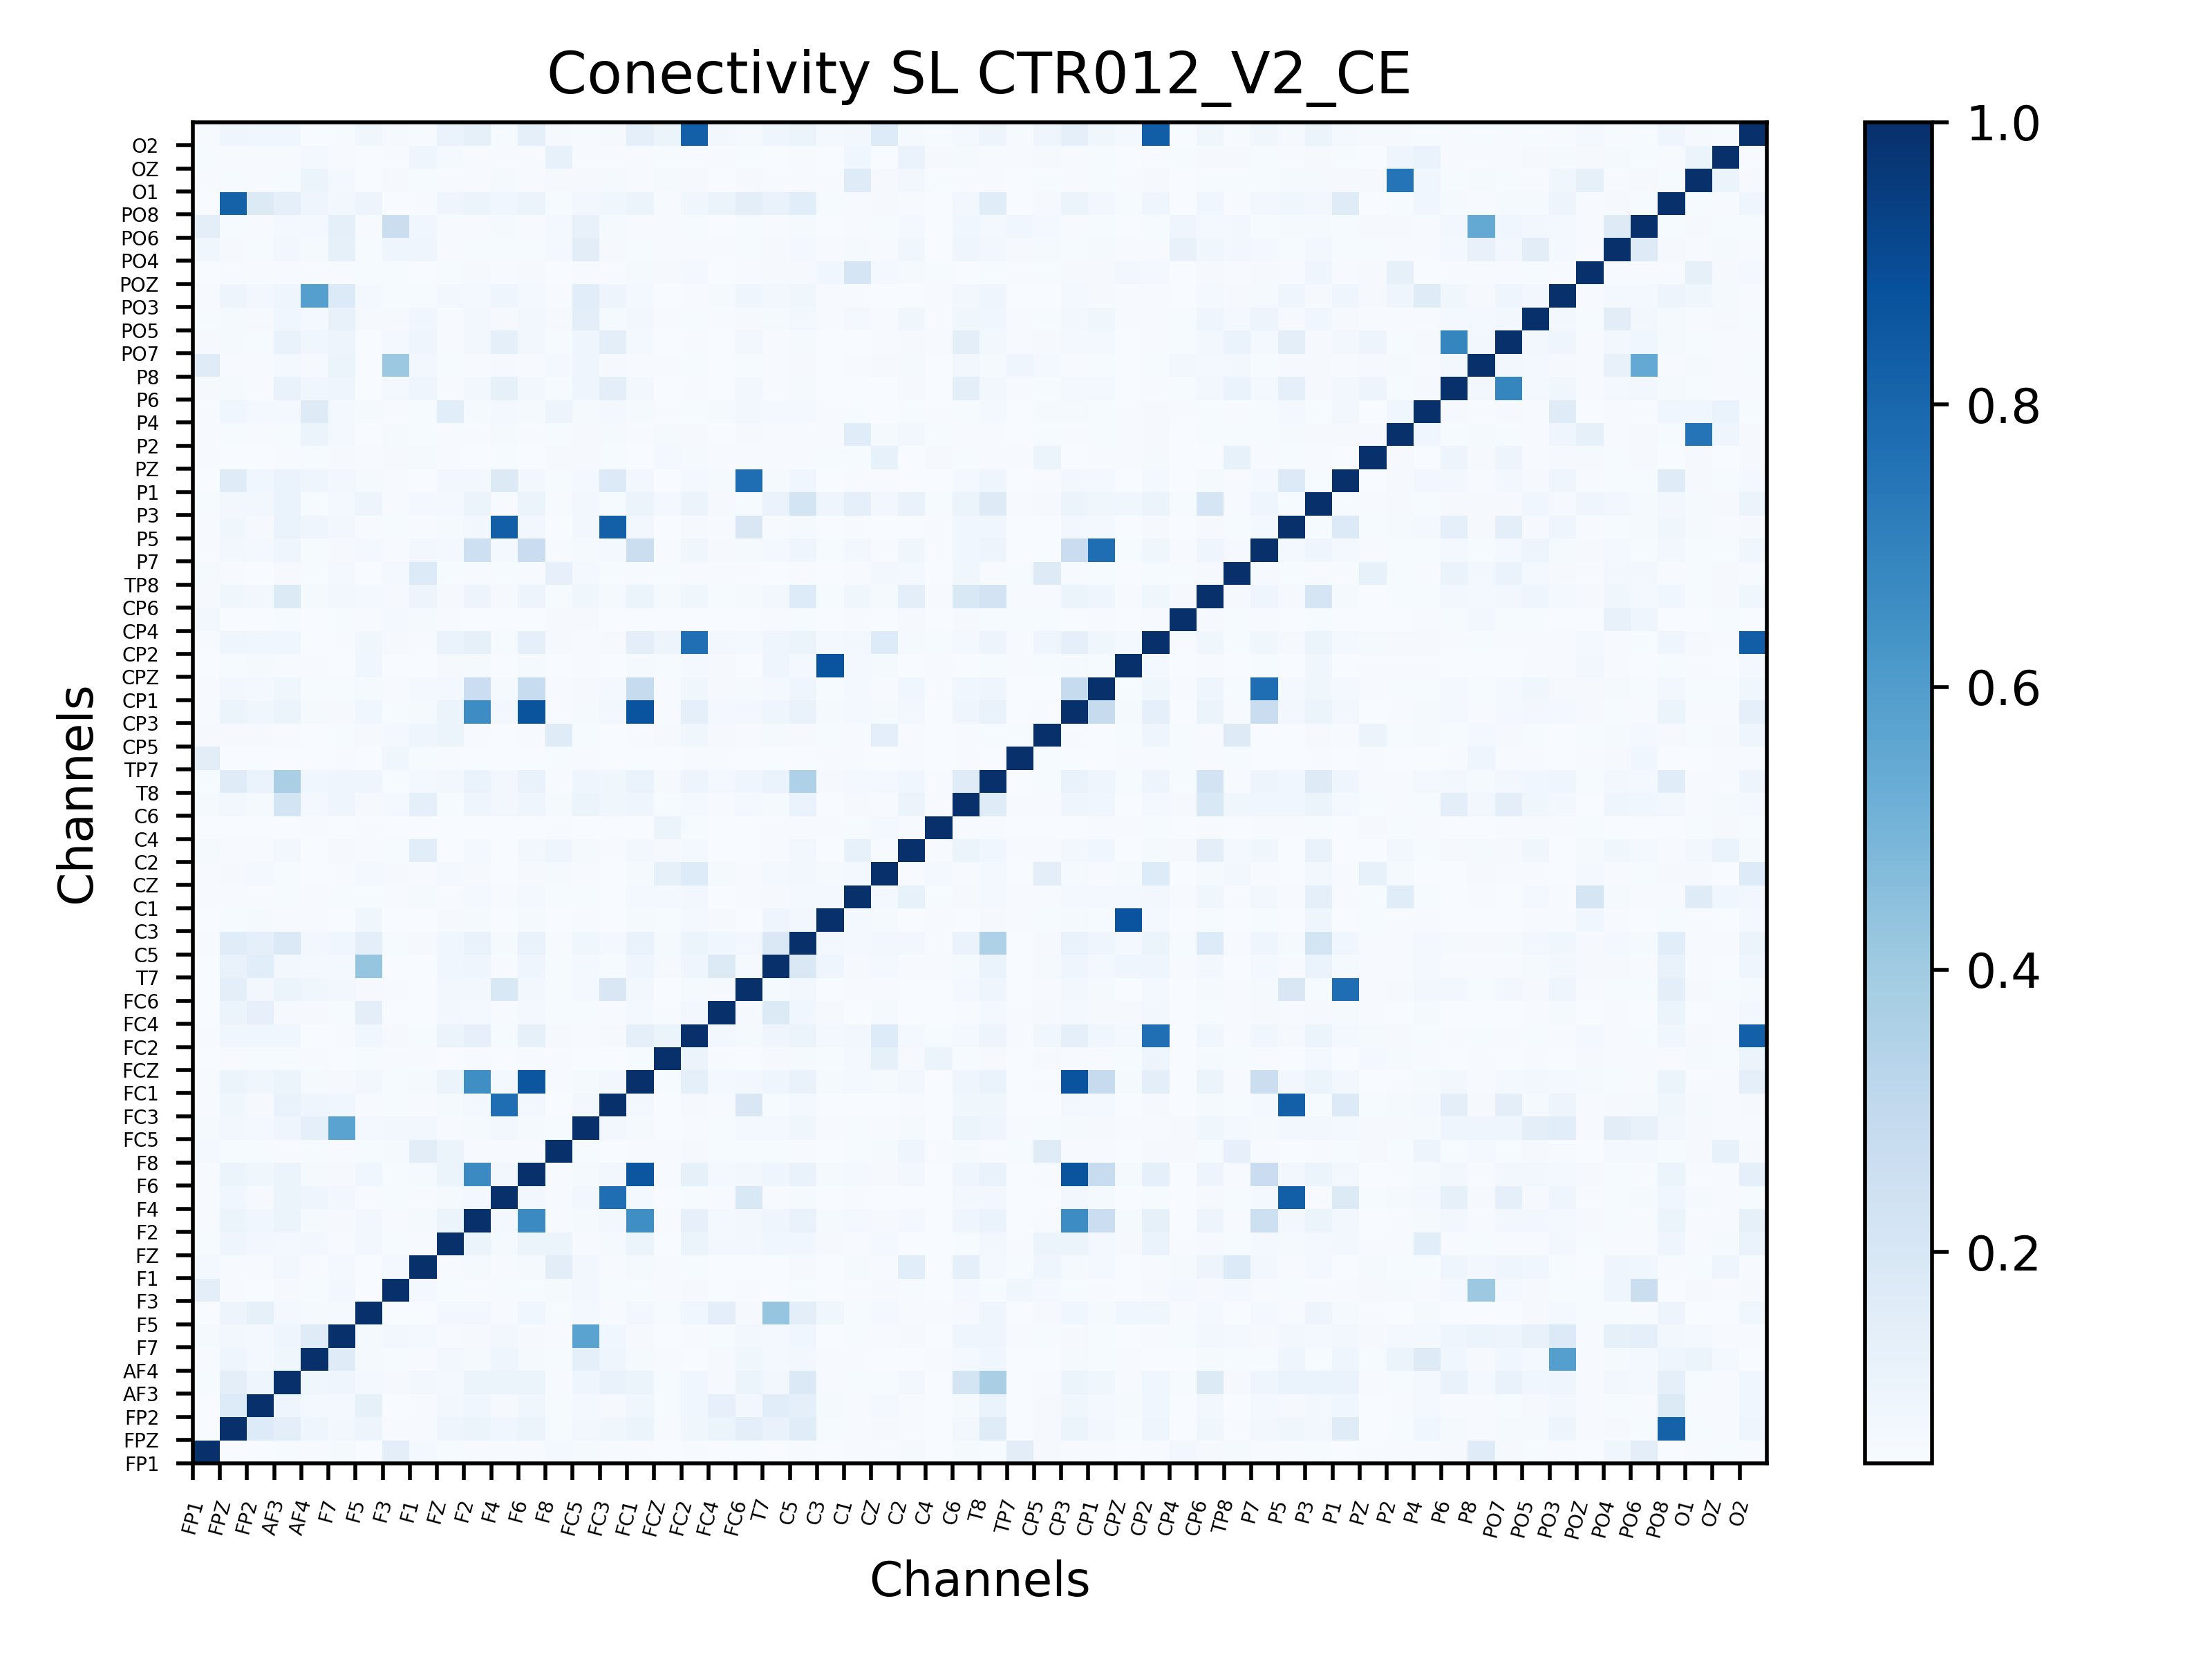 Conectivity SL CTR012_V2_CE
Channels
O2
OZ
O1
PO8
PO6
PO4
POZ
PO3
PO5
PO7
P8
P6
P4
P2
PZ
P1
P3
P5
P7
TP8
CP6
CP4
CP2
CPZ
CP1
CP3
CP5
TP7
T8
C6
C4
C2
CZ
C1
C3
C5
T7
FC6
FC4
FC2
FCZ
FC1
FC3
FC5
F8
F6
F4
F2
FZ
F1
F3
F5
F7
AF4
AF3
FP2
FPZ
FP1
FP1 FPZ FP2 AF3 AF4 F7 F5 F3 F1 FZ F2 F4 F6 F8 FC5 FC3 FC1 FCZ FC2 FC4 FC6 T7 C5 C3 C1 CZ C2 C4 C6 T8 TP7 CP5 CP3 CP1 CPZ CP2 CP4 CP6 TP8 P7 P5 P3 P1 PZ P2 P4 P6 P8 PO7 PO5 PO3 POZ PO4 PO6 PO8 O1 OZ O2
Channels
1.0
0.8
0.6
0.4
0.2